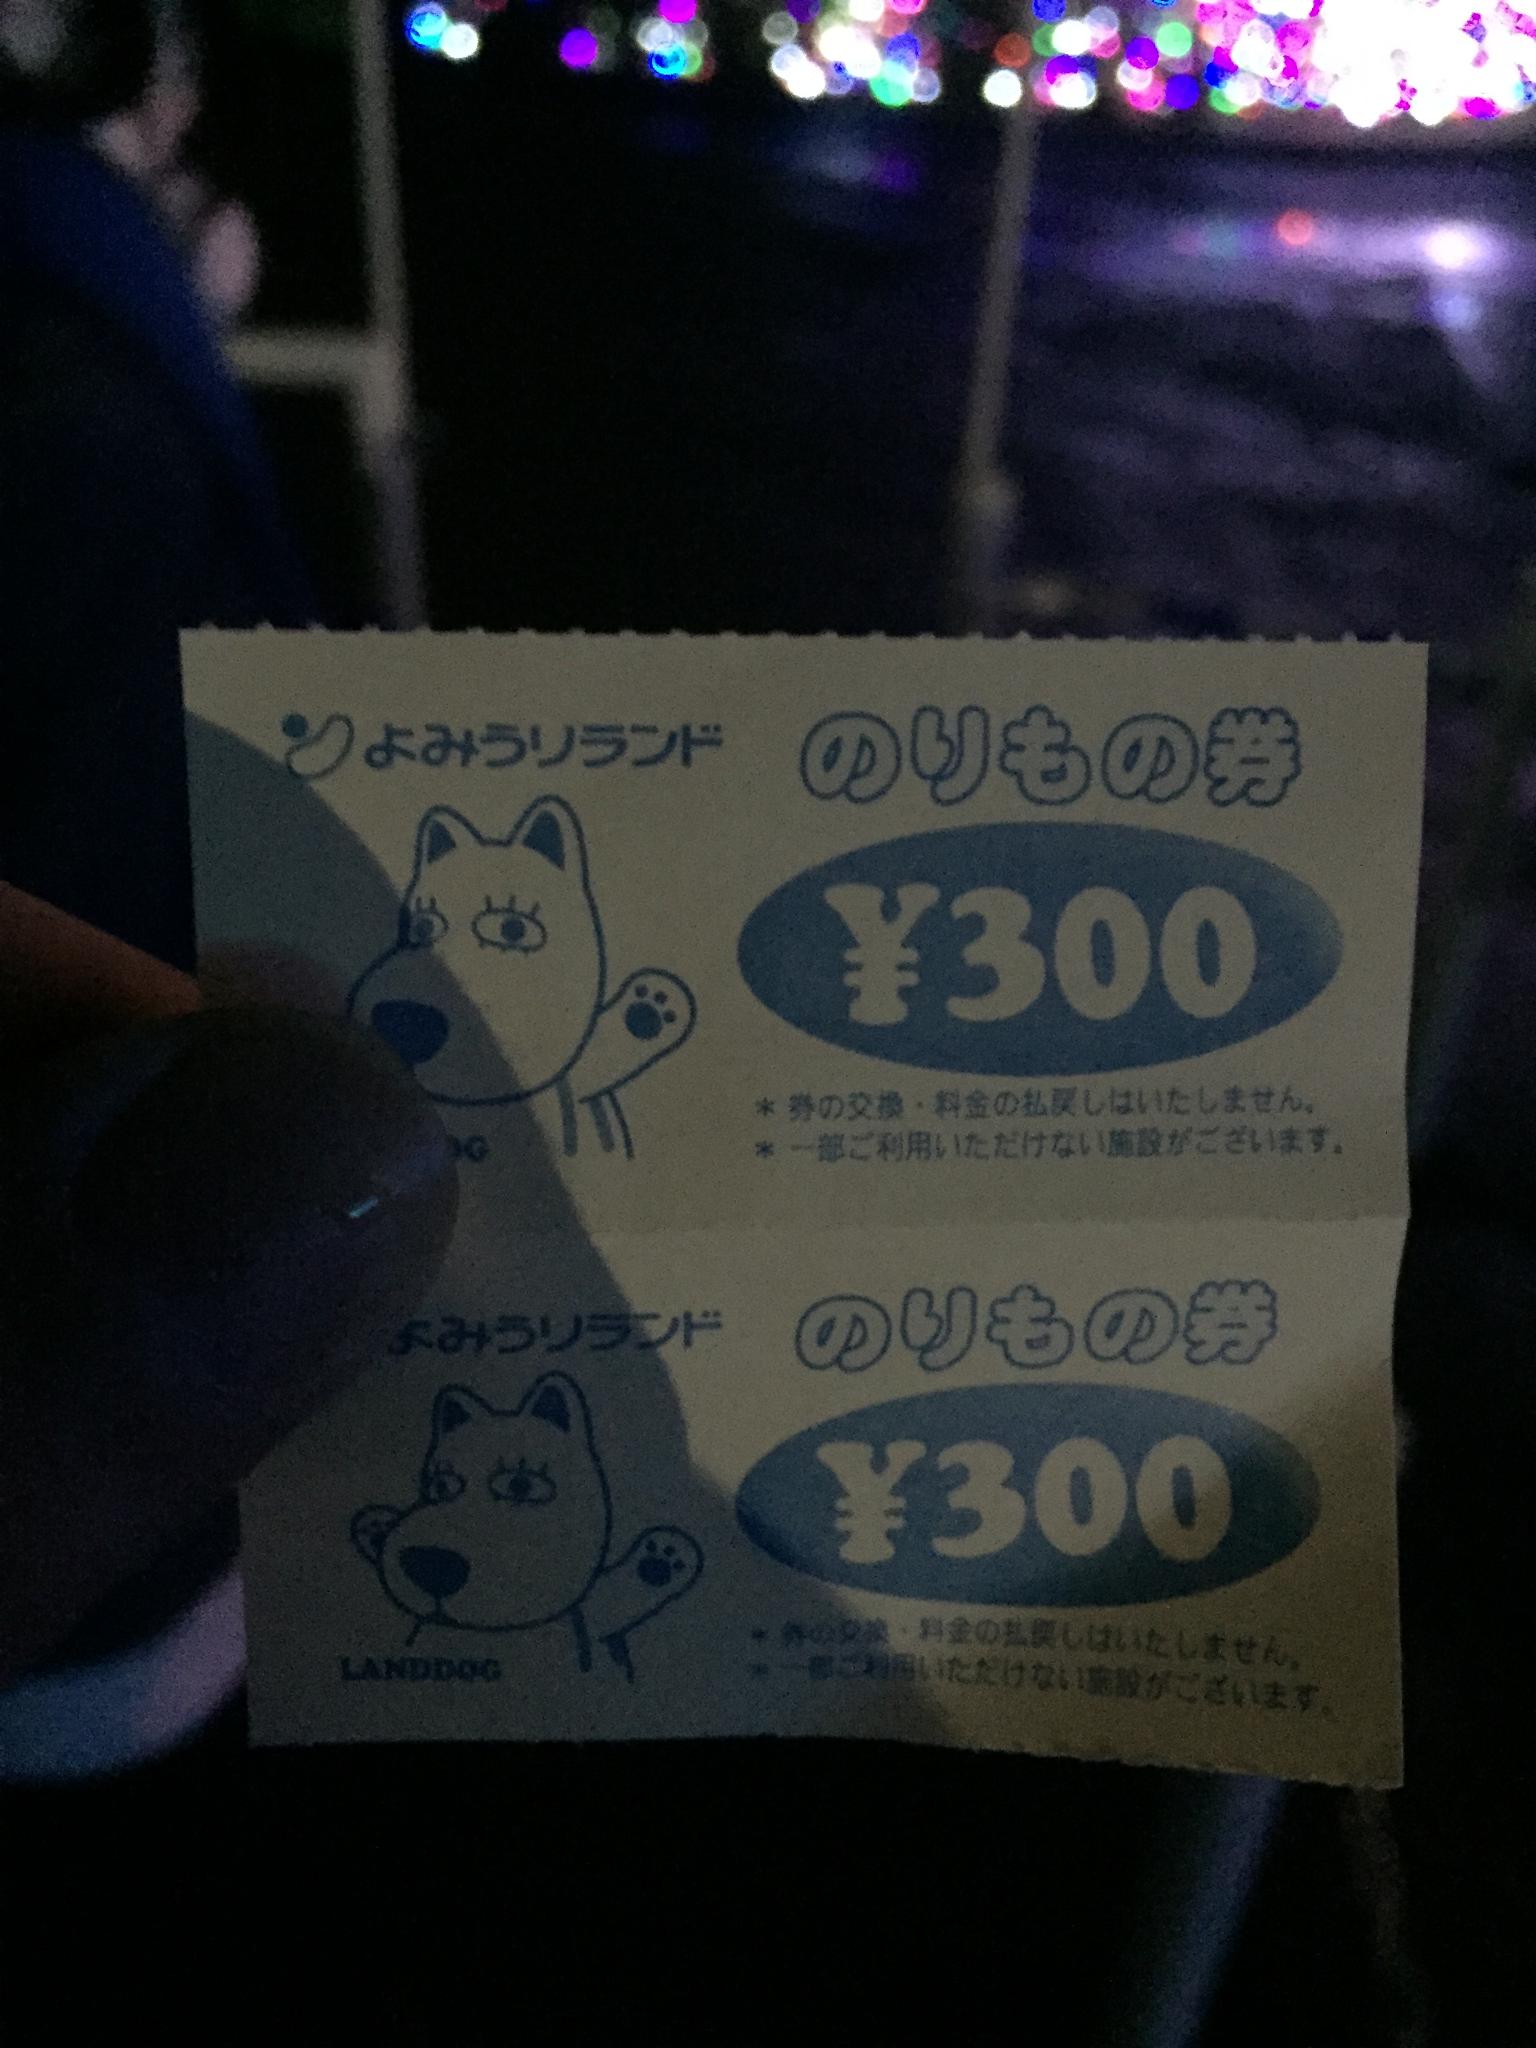 よみうりランド
のりもの券
¥300
OG
＊券の交換・料金の払戻しはいたしません。
＊一部ご利用いただけない施設がございます。
よみうりランド
のりもの券
¥300
LANDDOG
＊券の交換・料金の払戻しはいたしません。
＊一部ご利用いただけない施設がございます。